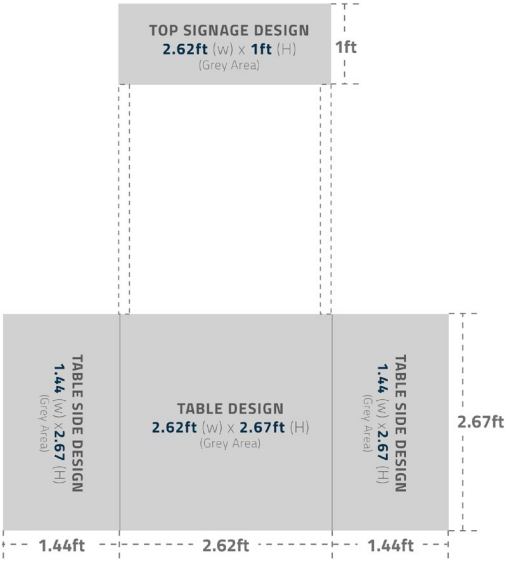 TOP SIGNAGE DESIGN
2.62ft (w) x 1ft (H)
(Grey Area)
1ft
TABLE SIDE DESIGN
1.44 (w) x 2.67 (H)
(Grey Area)
TABLE DESIGN
2.62ft (w) x 2.67ft (H)
(Grey Area)
TABLE SIDE DESIGN
1.44 (w) x 2.67 (H)
(Grey Area)
2.67ft
1.44ft
2.62ft
1.44ft